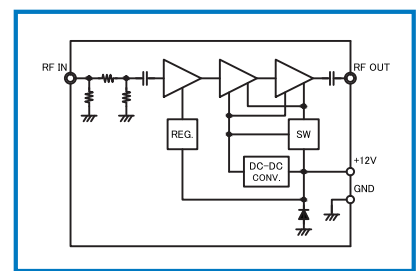 RF IN
RF OUT
REG.
SW
+12V
DC-DC
CONV.
GND